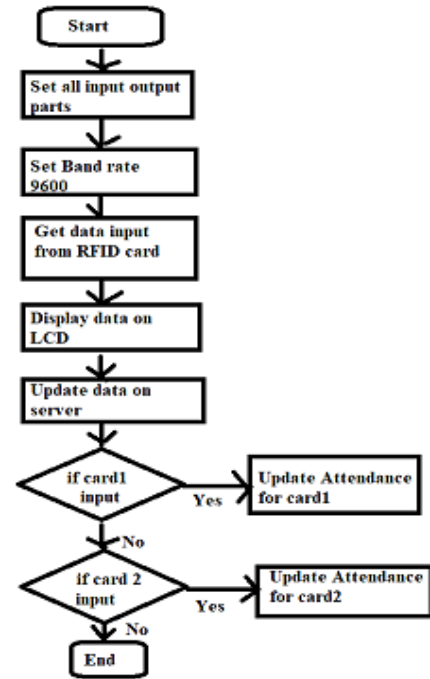 Start
Set all input output
parts
Set Band rate
9600
Get data input
from RFID card
Display data on
LCD
Update data on
server
if card1
input
Yes
Update Attendance
for card1
No
if card 2
input
Yes
Update Attendance
for card2
No
End